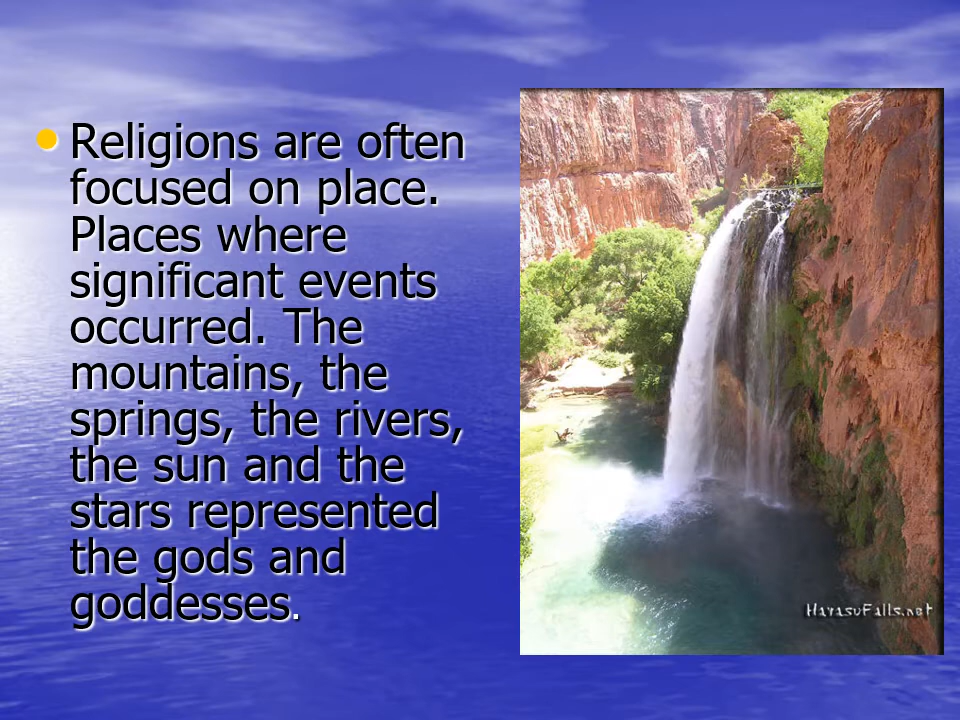 Religions are often
focused on place.
Places where
significant events
occurred. The
mountains, the
springs, the rivers,
the sun and the
stars represented
the gods and
goddesses.
HavasuFalls.net